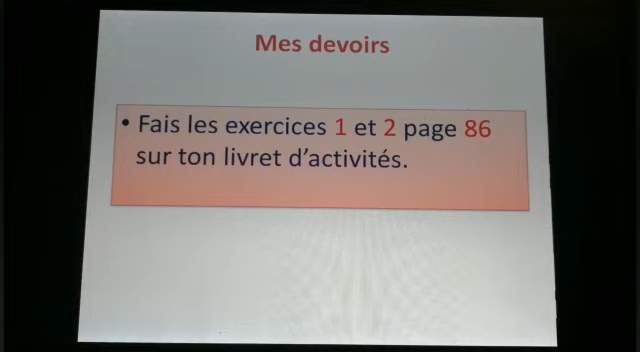 Mes devoirs
• Fais les exercices 1 et 2 page 86
sur ton livret d'activités.